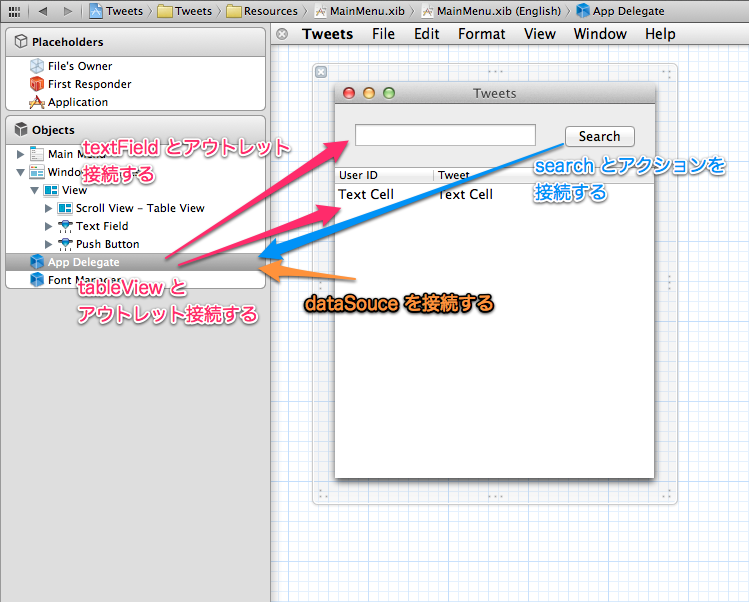 Tweets Tweets Resources MainMenu.xib MainMenu.xib (English) App Delegate
Tweets File Edit Format View Window Help
Placeholders
File's Owner
First Responder
Application
Objects
Main Menu
Window
View
Scroll View - Table View
Text Field
Push Button
App Delegate
Font Manager
textField とアウトレット
接続する
tableView と
アウトレット接続する
Tweets
Search
search とアクションを
接続する
User ID Tweet
Text Cell Text Cell
dataSouce を接続する